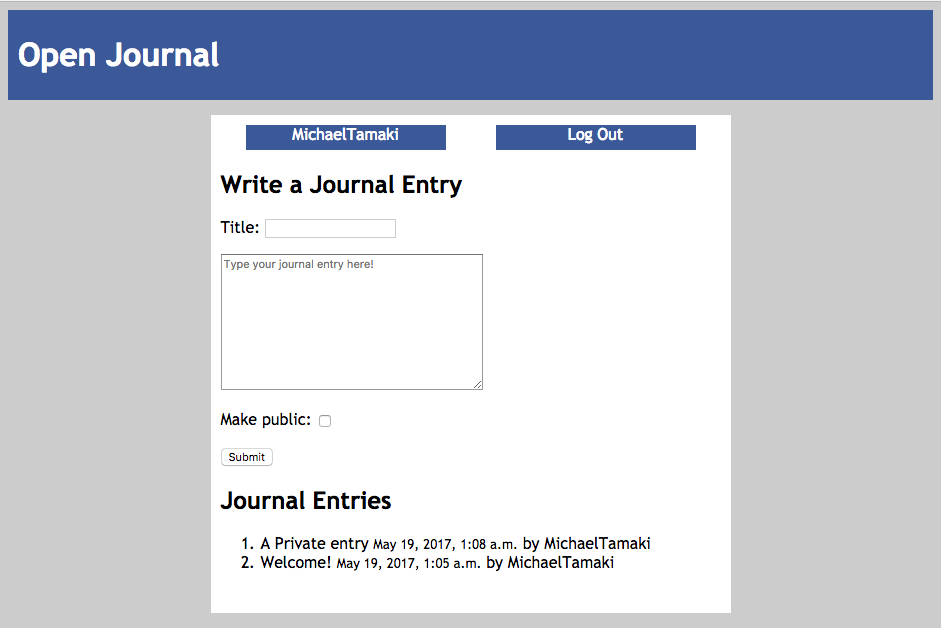 Open Journal
MichaelTamaki Log Out
Write a Journal Entry
Title:
Type your journal entry here!
Make public:
Submit
Journal Entries
1. A Private entry May 19, 2017, 1:08 a.m. by MichaelTamaki
2. Welcome! May 19, 2017, 1:05 a.m. by MichaelTamaki